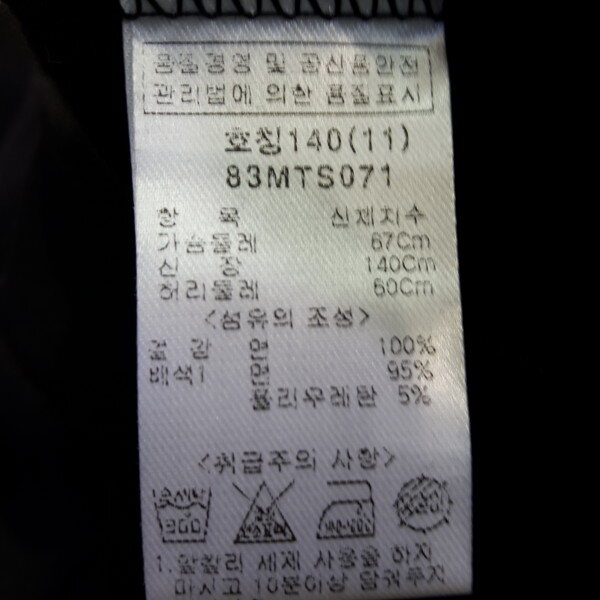 품질경영 및 공산품안전
관리법에 의한 품질표시
호칭140(11)
83MTS071
항 목 신체치수
가슴둘레 67Cm
신 장 140Cm
허리둘레 60Cm
<섬유의 조성>
겉감 면 100%
배색1 면 95%
폴리우레탄 5%
<취급주의 사항>
1.알칼리 세제 사용을 하지
마시고 10분이상 담궈두지